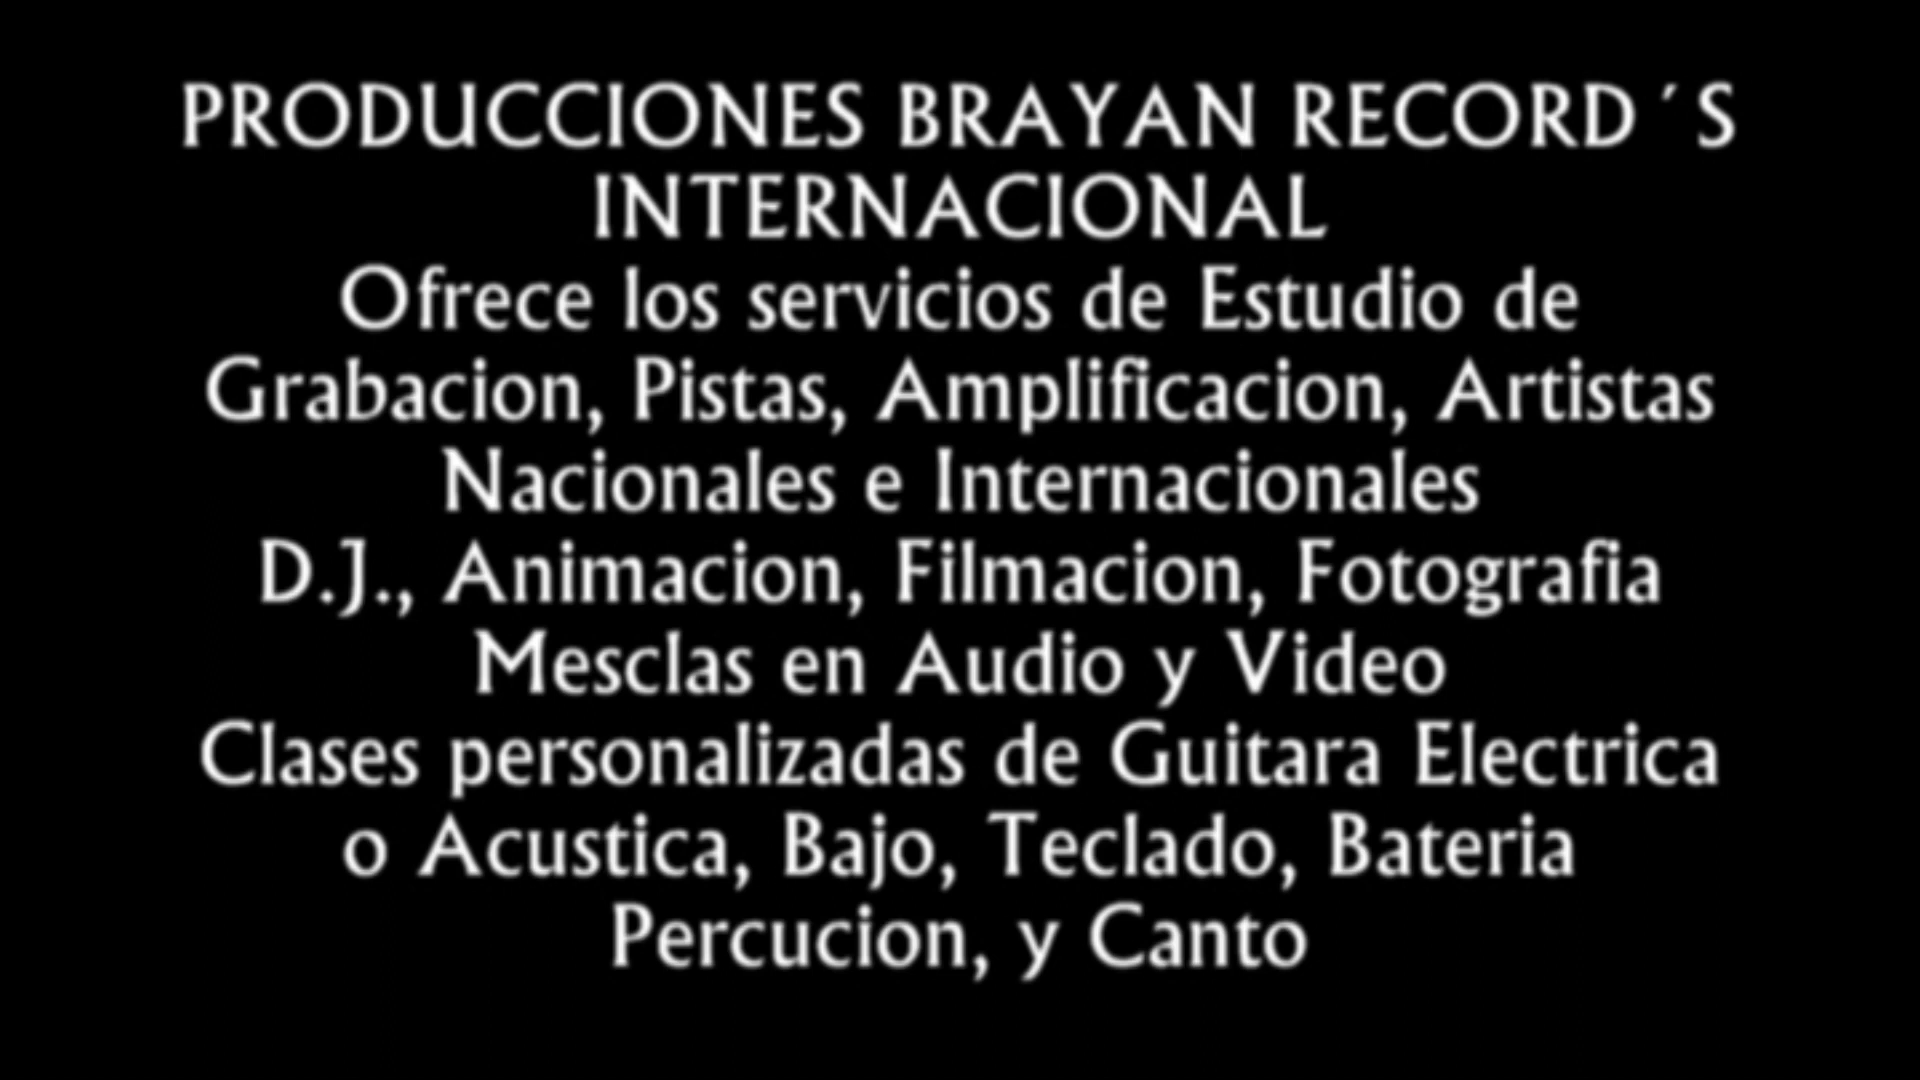 PRODUCCIONES BRAYAN RECORD´S
INTERNACIONAL
Ofrece los servicios de Estudio de
Grabacion, Pistas, Amplificacion, Artistas
Nacionales e Internacionales
D.J., Animacion, Filmacion, Fotografia
Mesclas en Audio y Video
Clases personalizadas de Guitara Electrica
o Acustica, Bajo, Teclado, Bateria
Percucion, y Canto